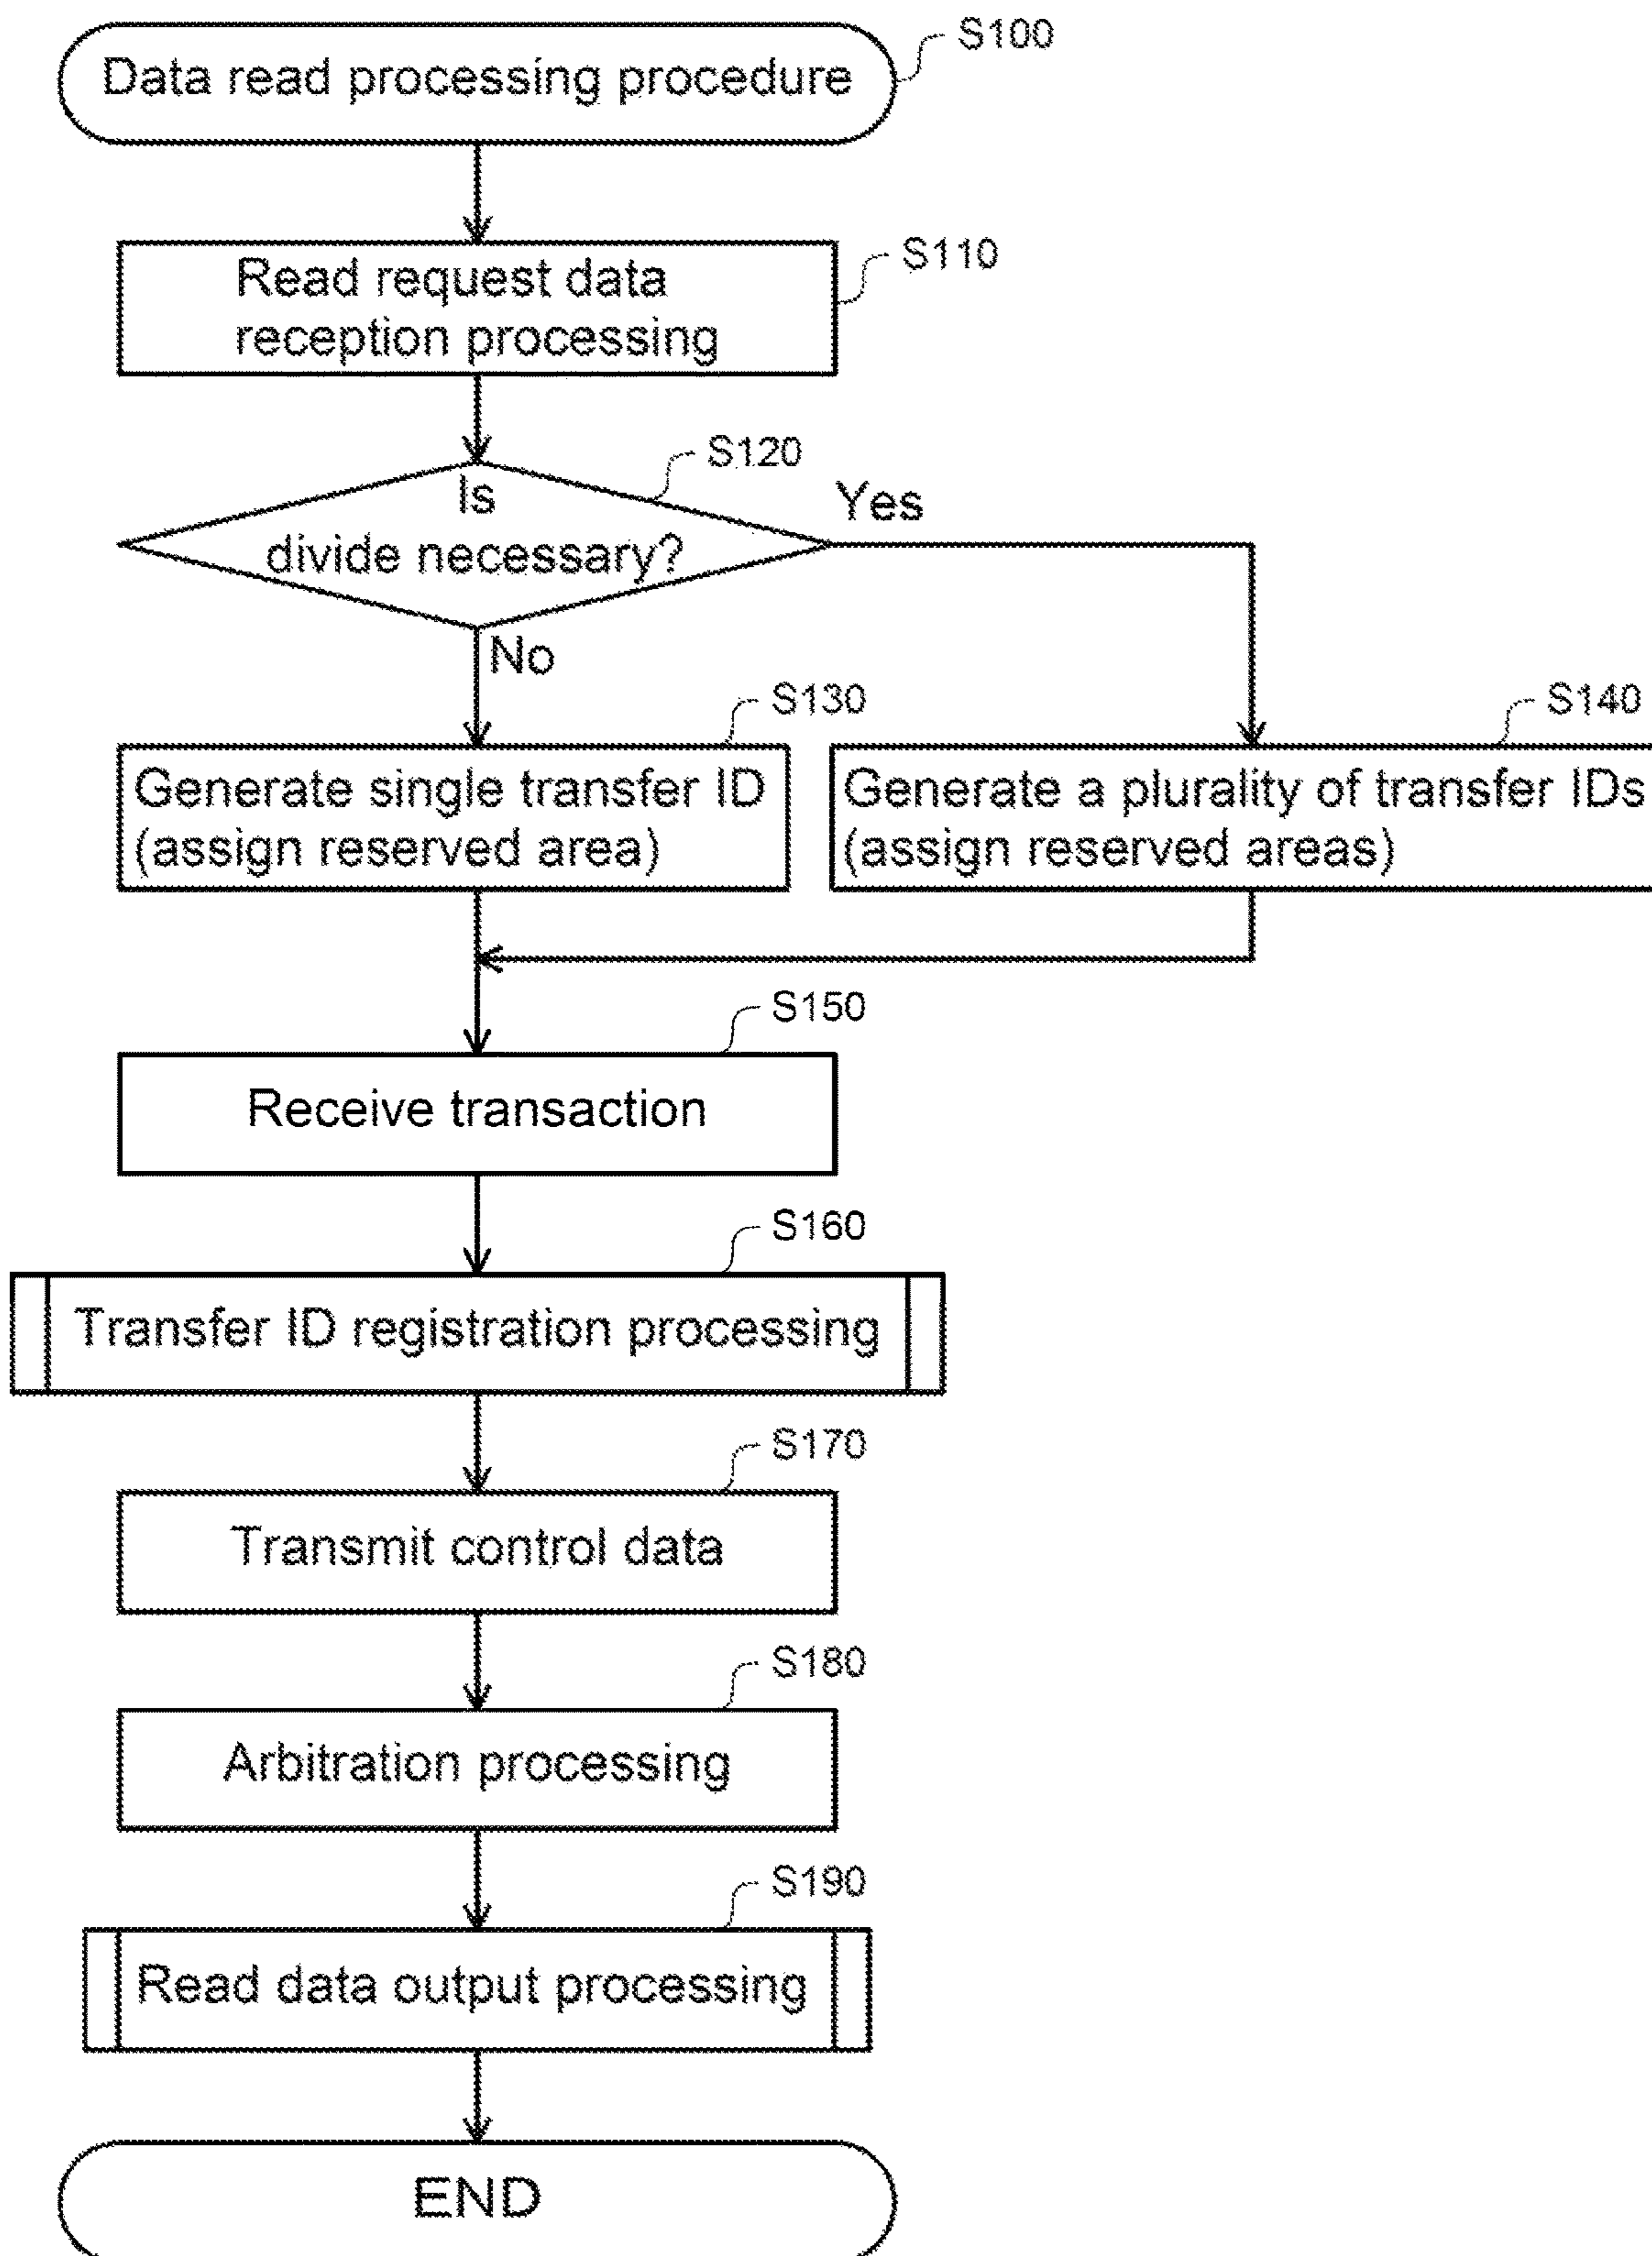 S100
Data read processing procedure
S110
Read request data
reception processing
S120
Is
divide necessary?
Yes
No
S130
Generate single transfer ID
(assign reserved area)
S140
Generate a plurality of transfer IDs
(assign reserved areas)
S150
Receive transaction
S160
Transfer ID registration processing
S170
Transmit control data
S180
Arbitration processing
S190
Read data output processing
END